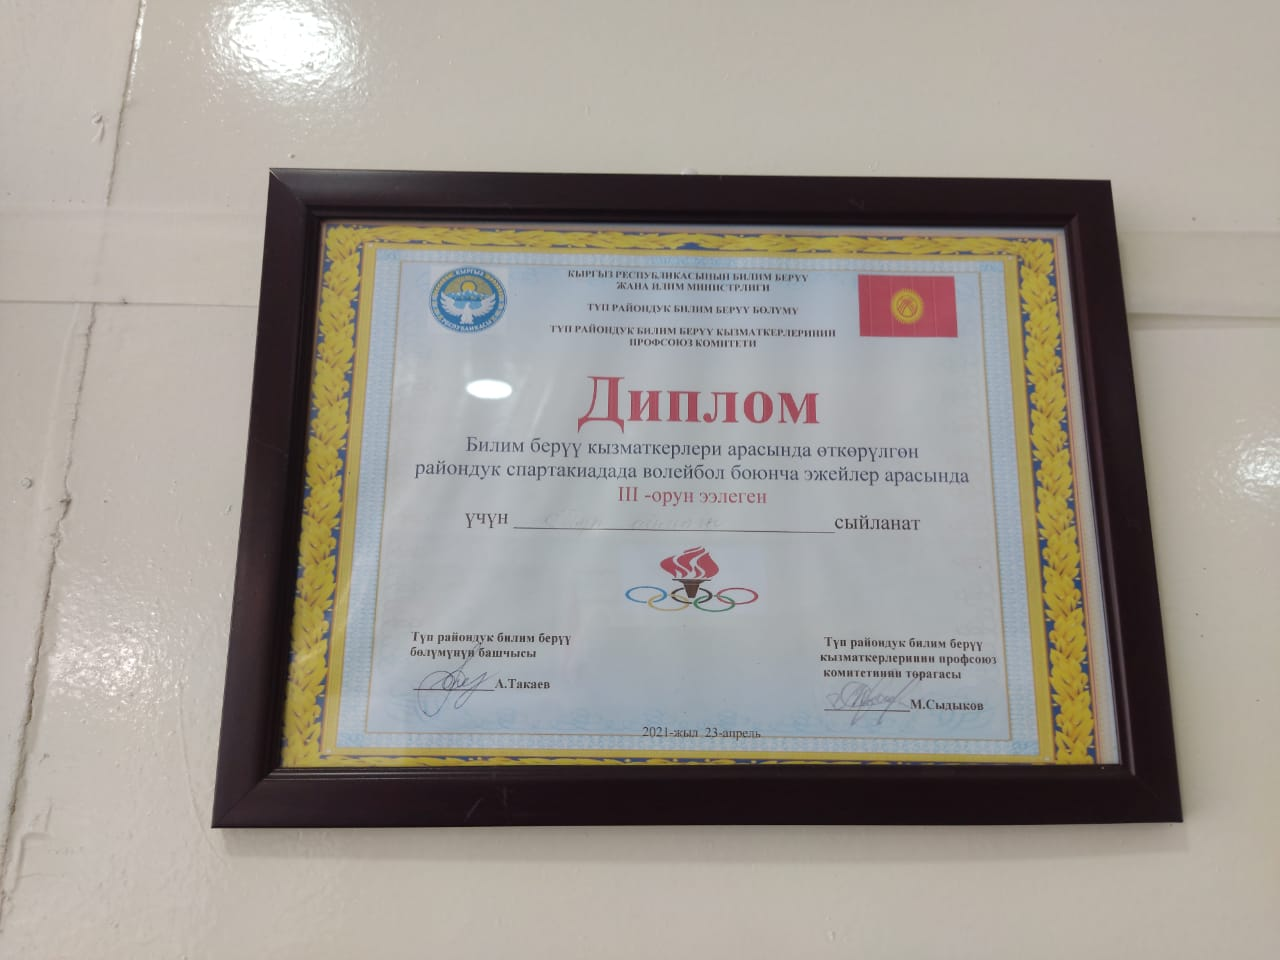 КЫРГЫЗ РЕСПУБЛИКАСЫНЫН БИЛИМ БЕРҮҮ
ЖАНА ИЛИМ МИНИСТРЛИГИ
ТҮП РАЙОНДУК БИЛИМ БЕРҮҮ БӨЛҮМҮ
ТҮП РАЙОНДУК БИЛИМ БЕРҮҮ КЫЗМАТКЕРЛЕРИНИН
ПРОФСОЮЗ КОМИТЕТИ
Диплом
Билим берүү кызматкерлери арасында өткөрүлгөн
райондук спартакиадада волейбол боюнча эжейлер арасында
III -орун ээлеген
үчүн сыйланат
Түп райондук билим берүү
бөлүмүнүн башчысы
А.Такаев
Түп райондук билим берүү
кызматкерлеринин профсоюз
комитетинин төрагасы
М.Сыдыков
2021-жыл 23-апрель